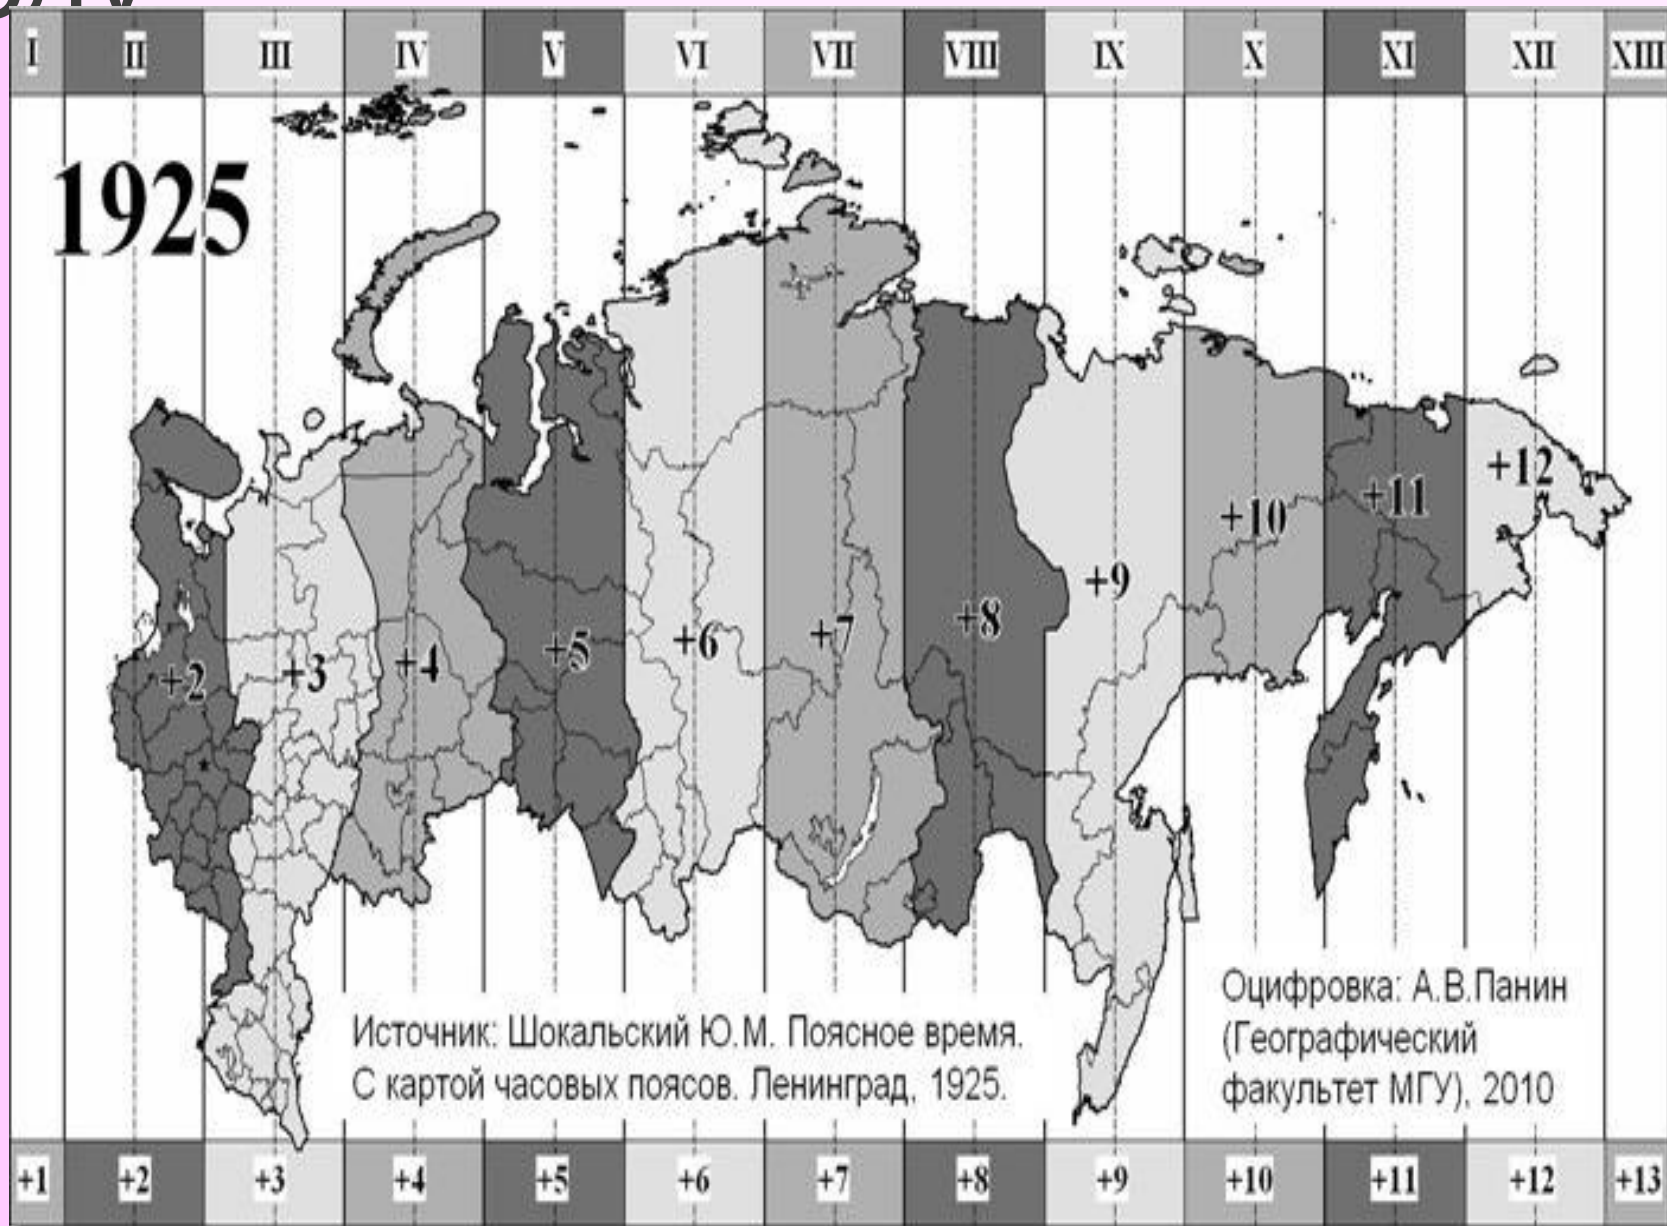 I II III IV V VI VII VIII IX X XI XII XIII
1925
+2 +3 +4 +5 +6 +7 +8 +9 +10 +11 +12
Источник: Шокальский Ю.М. Поясное время.
С картой часовых поясов. Ленинград, 1925.
Оцифровка: А.В.Панин
(Географический
факультет МГУ), 2010
+1 +2 +3 +4 +5 +6 +7 +8 +9 +10 +11 +12 +13